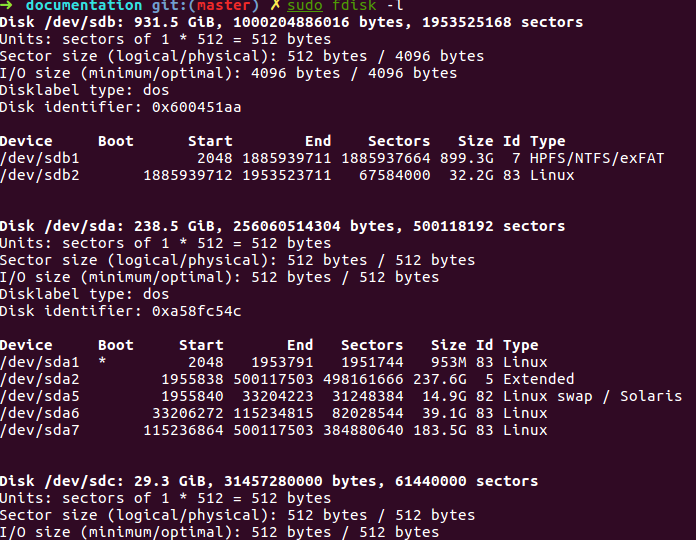 ➜  documentation git:(master) ✗ sudo fdisk -l
Disk /dev/sdb: 931.5 GiB, 1000204886016 bytes, 1953525168 sectors
Units: sectors of 1 * 512 = 512 bytes
Sector size (logical/physical): 512 bytes / 4096 bytes
I/O size (minimum/optimal): 4096 bytes / 4096 bytes
Disklabel type: dos
Disk identifier: 0x600451aa
Device     Boot      Start        End    Sectors   Size Id Type
/dev/sdb1             2048 1885939711 1885937664 899.3G  7 HPFS/NTFS/exFAT
/dev/sdb2       1885939712 1953523711   67584000  32.2G 83 Linux
Disk /dev/sda: 238.5 GiB, 256060514304 bytes, 500118192 sectors
Units: sectors of 1 * 512 = 512 bytes
Sector size (logical/physical): 512 bytes / 512 bytes
I/O size (minimum/optimal): 512 bytes / 512 bytes
Disklabel type: dos
Disk identifier: 0xa58fc54c
Device     Boot     Start       End   Sectors   Size Id Type
/dev/sda1  *         2048   1953791   1951744   953M 83 Linux
/dev/sda2         1955838 500117503 498161666 237.6G  5 Extended
/dev/sda5         1955840  33204223  31248384  14.9G 82 Linux swap / Solaris
/dev/sda6        33206272 115234815  82028544  39.1G 83 Linux
/dev/sda7       115236864 500117503 384880640 183.5G 83 Linux
Disk /dev/sdc: 29.3 GiB, 31457280000 bytes, 61440000 sectors
Units: sectors of 1 * 512 = 512 bytes
Sector size (logical/physical): 512 bytes / 512 bytes
I/O size (minimum/optimal): 512 bytes / 512 bytes